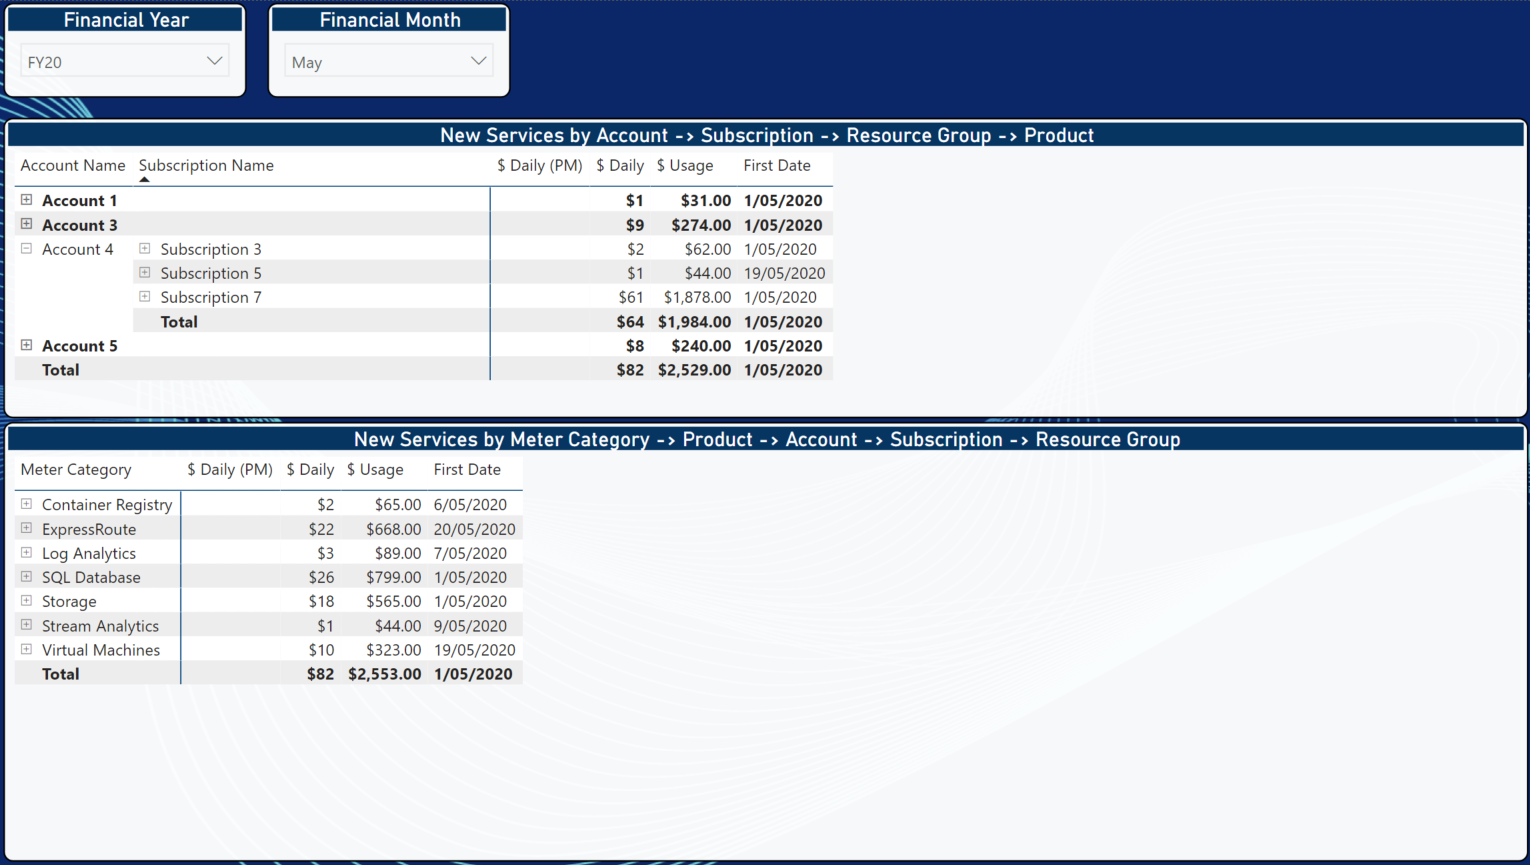 Financial Year
Financial Month
FY20
May
New Services by Account -> Subscription -> Resource Group -> Product
Account Name Subscription Name $ Daily (PM) $ Daily $ Usage First Date
Account 1 $1 $31.00 1/05/2020
Account 3 $9 $274.00 1/05/2020
Account 4 Subscription 3 $2 $62.00 1/05/2020
Subscription 5 $1 $44.00 19/05/2020
Subscription 7 $61 $1,878.00 1/05/2020
Total $64 $1,984.00 1/05/2020
Account 5 $8 $240.00 1/05/2020
Total $82 $2,529.00 1/05/2020
New Services by Meter Category -> Product -> Account -> Subscription -> Resource Group
Meter Category $ Daily (PM) $ Daily $ Usage First Date
Container Registry $2 $65.00 6/05/2020
ExpressRoute $22 $668.00 20/05/2020
Log Analytics $3 $89.00 7/05/2020
SQL Database $26 $799.00 1/05/2020
Storage $18 $565.00 1/05/2020
Stream Analytics $1 $44.00 9/05/2020
Virtual Machines $10 $323.00 19/05/2020
Total $82 $2,553.00 1/05/2020